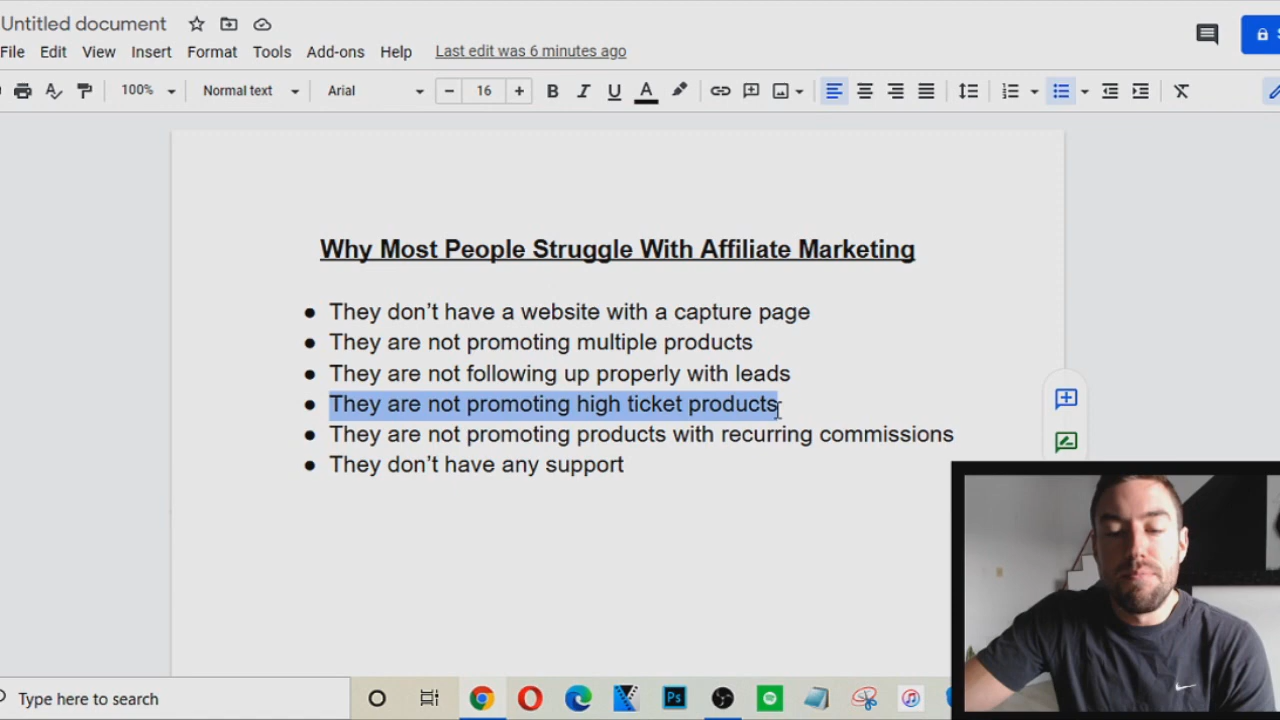 Untitled document
File Edit View Insert Format Tools Add-ons Help Last edit was 6 minutes ago
100% Normal text Arial − 16 + B I U A
Why Most People Struggle With Affiliate Marketing
● They don’t have a website with a capture page
● They are not promoting multiple products
● They are not following up properly with leads
● They are not promoting high ticket products
● They are not promoting products with recurring commissions
● They don’t have any support
Type here to search
Ps